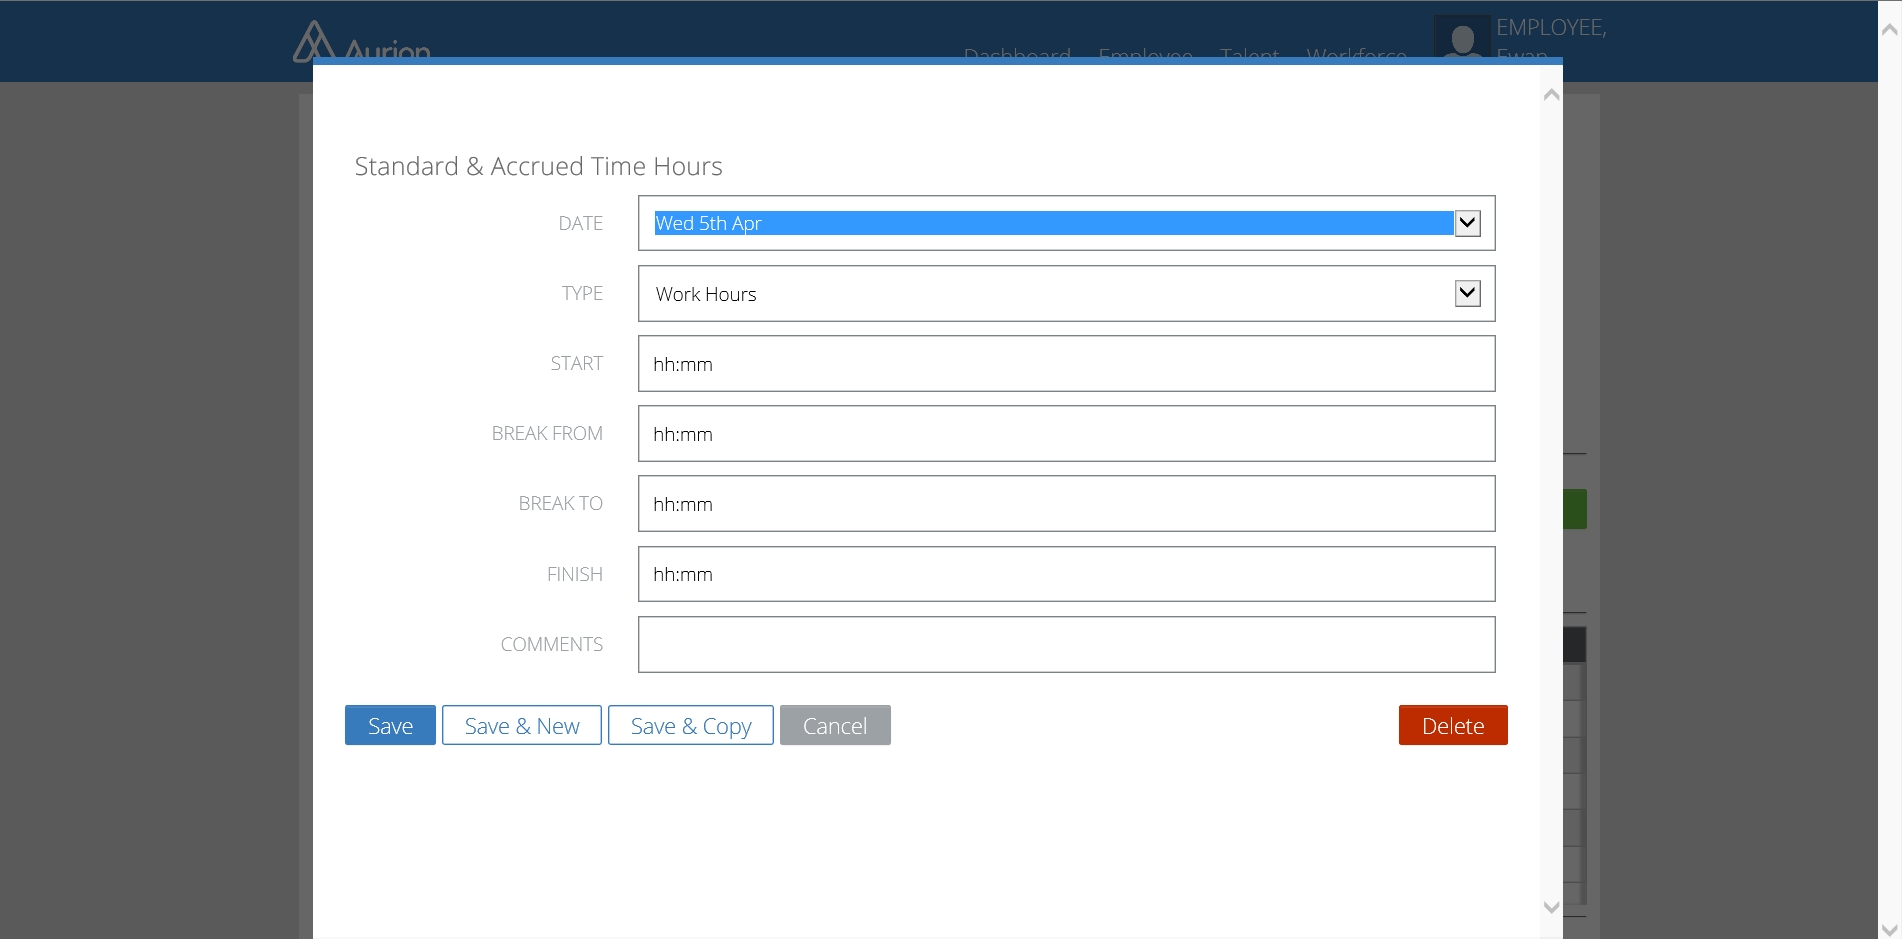 Aurion
Dashboard Employee Talent Workforce
EMPLOYEE,
Ewan
Standard & Accrued Time Hours
DATE Wed 5th Apr
TYPE Work Hours
START hh:mm
BREAK FROM hh:mm
BREAK TO hh:mm
FINISH hh:mm
COMMENTS
Save Save & New Save & Copy Cancel Delete